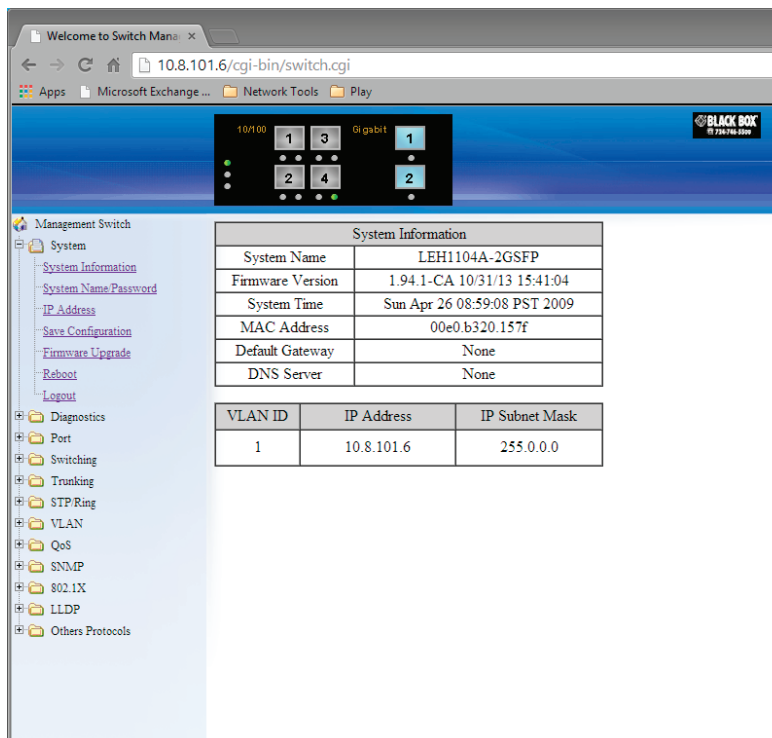 Welcome to Switch Mana
10.8.101.6/cgi-bin/switch.cgi
Apps Microsoft Exchange ... Network Tools Play
10/100 1 3 Gigabit 1
2 4 2
BLACK BOX
724-746-5500
Management Switch
System
System Information
System Name/Password
IP Address
Save Configuration
Firmware Upgrade
Reboot
Logout
Diagnostics
Port
Switching
Trunking
STP/Ring
VLAN
QoS
SNMP
802.1X
LLDP
Others Protocols
System Information
System Name LEH1104A-2GSFP
Firmware Version 1.94.1-CA 10/31/13 15:41:04
System Time Sun Apr 26 08:59:08 PST 2009
MAC Address 00e0.b320.157f
Default Gateway None
DNS Server None
VLAN ID IP Address IP Subnet Mask
1 10.8.101.6 255.0.0.0